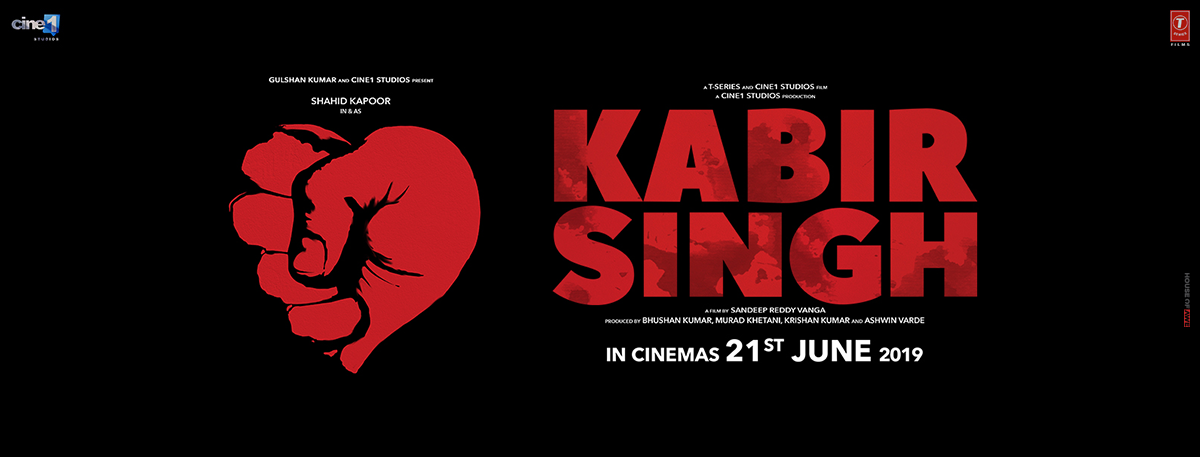 cine1
STUDIOS
T
SERIES
FILMS
GULSHAN KUMAR AND CINE1 STUDIOS PRESENT
SHAHID KAPOOR
IN & AS
A T-SERIES AND CINE1 STUDIOS FILM
A CINE1 STUDIOS PRODUCTION
KABIR
SINGH
A FILM BY SANDEEP REDDY VANGA
PRODUCED BY BHUSHAN KUMAR, MURAD KHETANI, KRISHAN KUMAR AND ASHWIN VARDE
IN CINEMAS 21ST JUNE 2019
HOUSE OF AWE